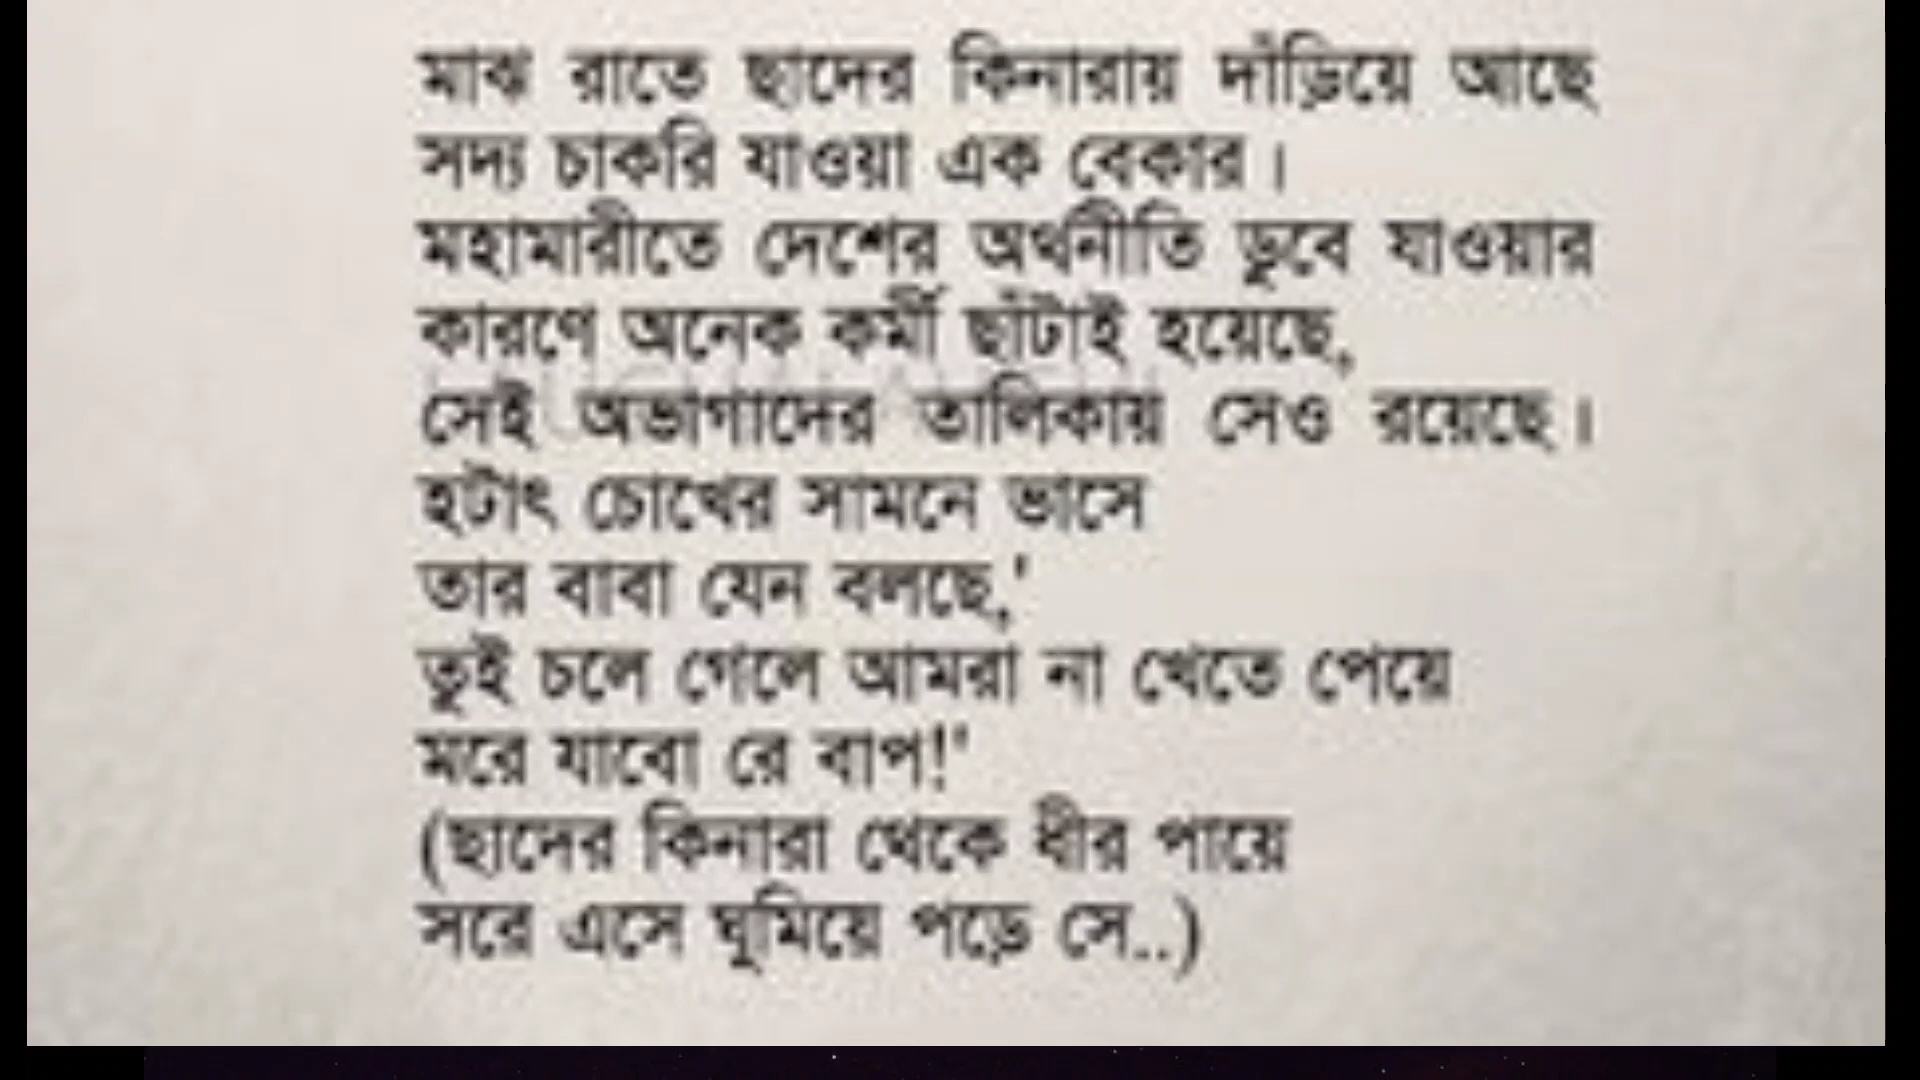 মাঝ রাতে ছাদের কিনারায় দাঁড়িয়ে আছে
সদ্য চাকরি যাওয়া এক বেকার।
মহামারীতে দেশের অর্থনীতি ডুবে যাওয়ার
কারণে অনেক কর্মী ছাঁটাই হয়েছে,
সেই অভাগাদের তালিকায় সেও রয়েছে।
হটাৎ চোখের সামনে ভাসে
তার বাবা যেন বলছে,'
তুই চলে গেলে আমরা না খেতে পেয়ে
মরে যাবো রে বাপ!'
(ছাদের কিনারা থেকে ধীর পায়ে
সরে এসে ঘুমিয়ে পড়ে সে..)